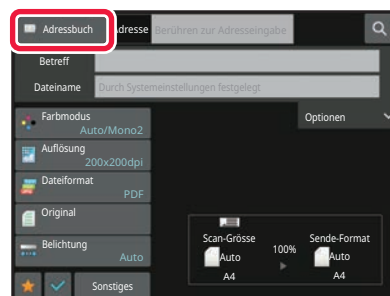 Adressbuch Adresse Berühren zur Adresseingabe
Betreff
Dateiname Durch Systemeinstellungen festgelegt
Farbmodus
Auto/Mono2
Optionen
Auflösung
200x200dpi
Dateiformat
PDF
Original
Belichtung
Auto
Scan-Grösse 100% Sende-Format
Auto Auto
A4 A4
Sonstiges